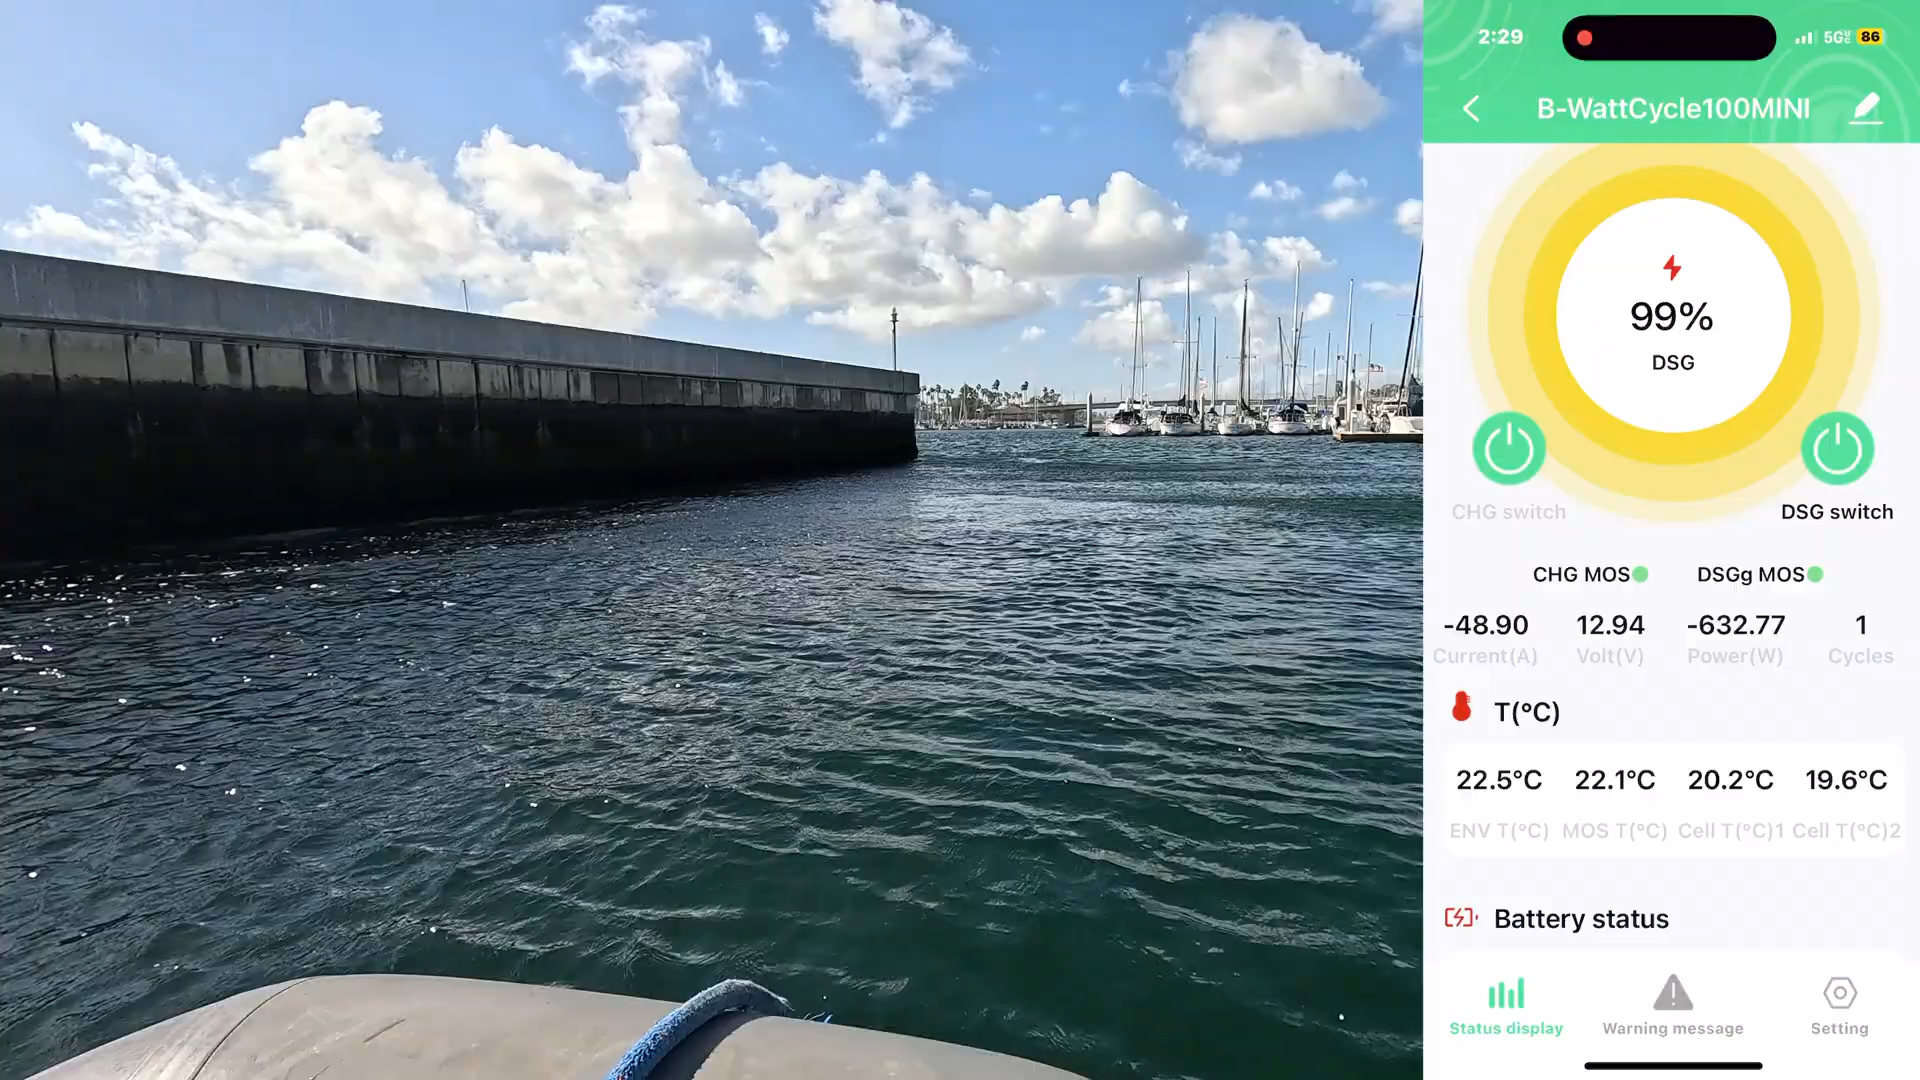 2:29
5G
86
B-WattCycle100MINI
99%
DSG
CHG switch
DSG switch
CHG MOS
DSGg MOS
-48.90 12.94 -632.77 1
Current(A) Volt(V) Power(W) Cycles
T(°C)
22.5°C 22.1°C 20.2°C 19.6°C
ENV T(°C) MOS T(°C) Cell T(°C)1 Cell T(°C)2
Battery status
Status display Warning message Setting